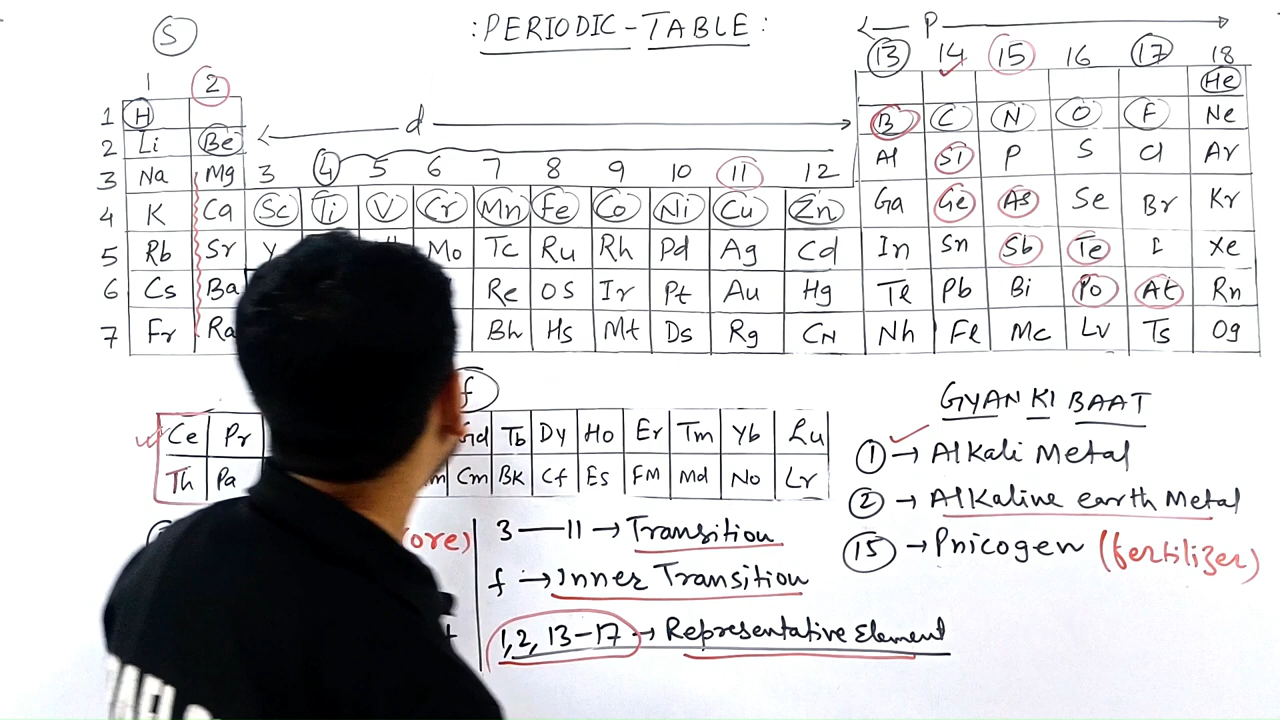 S :PERIODIC-TABLE: P
13 14 15 16 17 18
1 2 He
1 H d B C N O F Ne
2 Li Be
3 Na Mg 3 4 5 6 7 8 9 10 11 12 Al Si P S Cl Ar
4 K Ca Sc Ti V Cr Mn Fe Co Ni Cu Zn Ga Ge As Se Br Kr
5 Rb Sr Y Mo Tc Ru Rh Pd Ag Cd In Sn Sb Te I Xe
6 Cs Ba Re OS Ir Pt Au Hg Tl Pb Bi Po At Rn
7 Fr Ra Bh Hs Mt Ds Rg CN Nh Fl Mc Lv Ts Og
f
Ce Pr Gd Tb Dy Ho Er Tm Yb Lu
Th Pa m Cm BK Cf Es FM Md No Lr
GYAN KI BAAT
1 → Alkali Metal
2 → Alkaline earth Metal
15 → Pnicogen (fertilizer)
(ore)
3 — 11 → Transition
f → Inner Transition
1,2, 13-17 → Representative Element